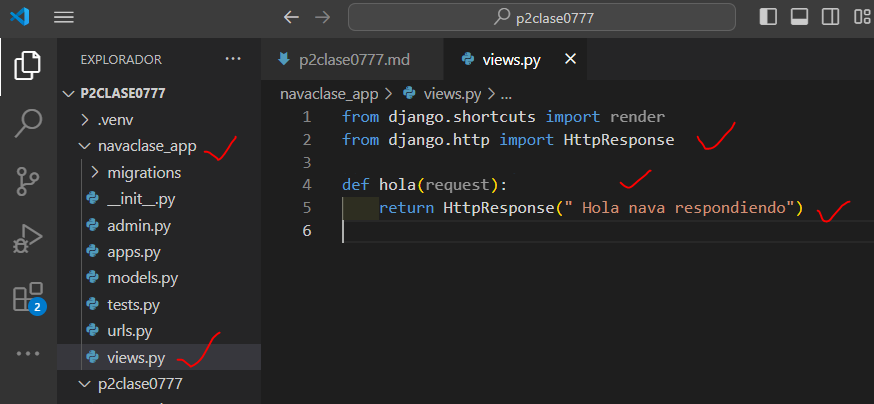 p2clase0777
EXPLORADOR ...
P2CLASE0777
.venv
navaclase_app
migrations
__init__.py
admin.py
apps.py
models.py
tests.py
urls.py
views.py
p2clase0777
2
p2clase0777.md views.py
navaclase_app > views.py > ...
1 from django.shortcuts import render
2 from django.http import HttpResponse
3
4 def hola(request):
5 return HttpResponse(" Hola nava respondiendo")
6